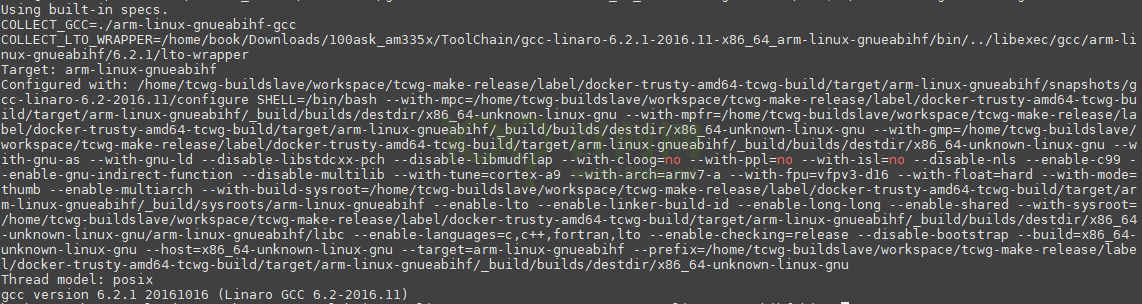 Using built-in specs.
COLLECT_GCC=./arm-linux-gnueabihf-gcc
COLLECT_LTO_WRAPPER=/home/book/Downloads/100ask_am335x/ToolChain/gcc-linaro-6.2.1-2016.11-x86_64_arm-linux-gnueabihf/bin/../libexec/gcc/arm-li
nux-gnueabihf/6.2.1/lto-wrapper
Target: arm-linux-gnueabihf
Configured with: /home/tcwg-buildslave/workspace/tcwg-make-release/label/docker-trusty-amd64-tcwg-build/target/arm-linux-gnueabihf/snapshots/g
cc-linaro-6.2-2016.11/configure SHELL=/bin/bash --with-mpc=/home/tcwg-buildslave/workspace/tcwg-make-release/label/docker-trusty-amd64-tcwg-bu
ild/target/arm-linux-gnueabihf/_build/builds/destdir/x86_64-unknown-linux-gnu --with-mpfr=/home/tcwg-buildslave/workspace/tcwg-make-release/la
bel/docker-trusty-amd64-tcwg-build/target/arm-linux-gnueabihf/_build/builds/destdir/x86_64-unknown-linux-gnu --with-gmp=/home/tcwg-buildslave/
workspace/tcwg-make-release/label/docker-trusty-amd64-tcwg-build/target/arm-linux-gnueabihf/_build/builds/destdir/x86_64-unknown-linux-gnu --w
ith-gnu-as --with-gnu-ld --disable-libstdcxx-pch --disable-libmudflap --with-cloog=no --with-ppl=no --with-isl=no --disable-nls --enable-c99 -
-enable-gnu-indirect-function --disable-multilib --with-tune=cortex-a9 --with-arch=armv7-a --with-fpu=vfpv3-d16 --with-float=hard --with-mode=
thumb --enable-multiarch --with-build-sysroot=/home/tcwg-buildslave/workspace/tcwg-make-release/label/docker-trusty-amd64-tcwg-build/target/ar
m-linux-gnueabihf/_build/sysroots/arm-linux-gnueabihf --enable-lto --enable-linker-build-id --enable-long-long --enable-shared --with-sysroot=
/home/tcwg-buildslave/workspace/tcwg-make-release/label/docker-trusty-amd64-tcwg-build/target/arm-linux-gnueabihf/_build/builds/destdir/x86_64
-unknown-linux-gnu/arm-linux-gnueabihf/libc --enable-languages=c,c++,fortran,lto --enable-checking=release --disable-bootstrap --build=x86_64-
unknown-linux-gnu --host=x86_64-unknown-linux-gnu --target=arm-linux-gnueabihf --prefix=/home/tcwg-buildslave/workspace/tcwg-make-release/labe
l/docker-trusty-amd64-tcwg-build/target/arm-linux-gnueabihf/_build/builds/destdir/x86_64-unknown-linux-gnu
Thread model: posix
gcc version 6.2.1 20161016 (Linaro GCC 6.2-2016.11)